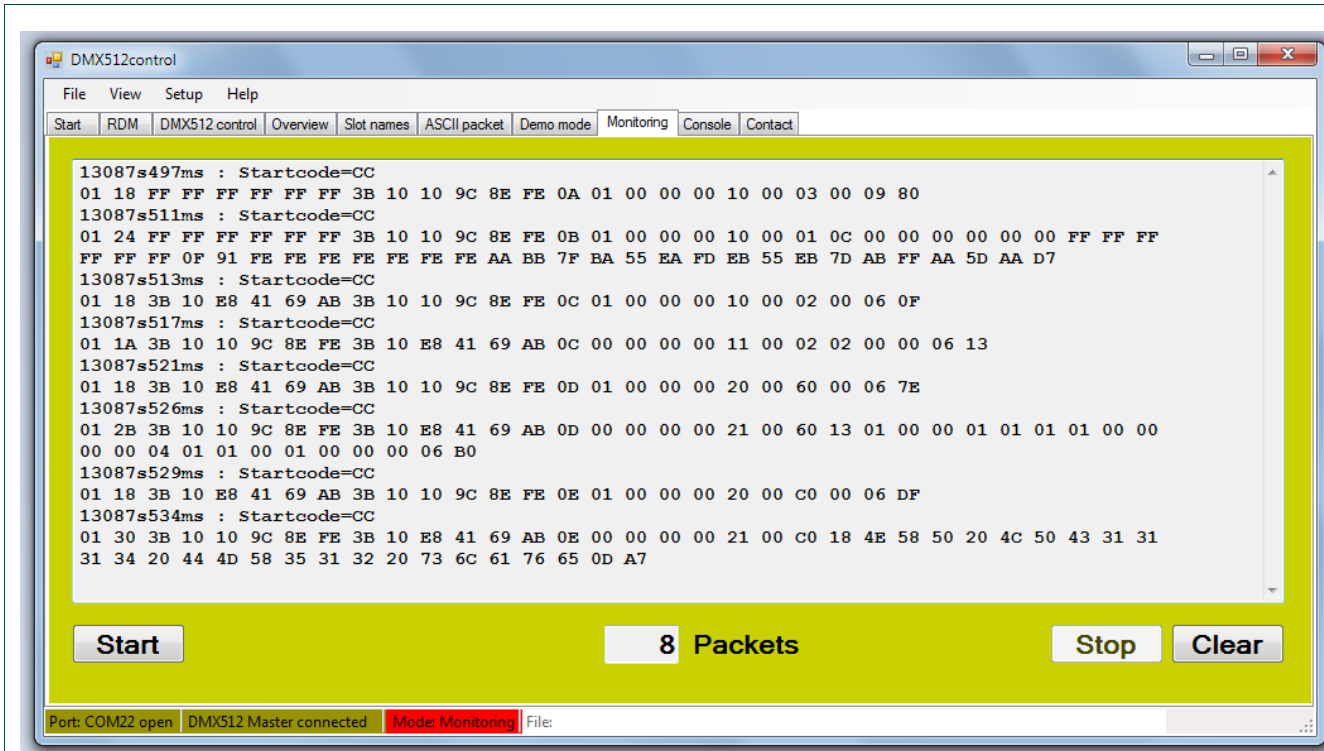 DMX512control
File View Setup Help
Start RDM DMX512 control Overview Slot names ASCII packet Demo mode Monitoring Console Contact
13087s497ms : Startcode=CC
01 18 FF FF FF FF FF FF 3B 10 10 9C 8E FE 0A 01 00 00 00 10 00 03 00 09 80
13087s511ms : Startcode=CC
01 24 FF FF FF FF FF FF 3B 10 10 9C 8E FE 0B 01 00 00 00 10 00 01 0C 00 00 00 00 00 00 FF FF FF
FF FF FF 0F 91 FE FE FE FE FE FE FE AA BB 7F BA 55 EA FD EB 55 EB 7D AB FF AA 5D AA D7
13087s513ms : Startcode=CC
01 18 3B 10 E8 41 69 AB 3B 10 10 9C 8E FE 0C 01 00 00 00 10 00 02 00 06 0F
13087s517ms : Startcode=CC
01 1A 3B 10 10 9C 8E FE 3B 10 E8 41 69 AB 0C 00 00 00 00 11 00 02 02 00 00 06 13
13087s521ms : Startcode=CC
01 18 3B 10 E8 41 69 AB 3B 10 10 9C 8E FE 0D 01 00 00 00 20 00 60 00 06 7E
13087s526ms : Startcode=CC
01 2B 3B 10 10 9C 8E FE 3B 10 E8 41 69 AB 0D 00 00 00 00 21 00 60 13 01 00 00 01 01 01 01 00 00
00 00 04 01 01 00 01 00 00 00 06 B0
13087s529ms : Startcode=CC
01 18 3B 10 E8 41 69 AB 3B 10 10 9C 8E FE 0E 01 00 00 00 20 00 C0 00 06 DF
13087s534ms : Startcode=CC
01 30 3B 10 10 9C 8E FE 3B 10 E8 41 69 AB 0E 00 00 00 00 21 00 C0 18 4E 58 50 20 4C 50 43 31 31
31 34 20 44 4D 58 35 31 32 20 73 6C 61 76 65 0D A7
Start 8 Packets Stop Clear
Port: COM22 open DMX512 Master connected Mode: Monitoring File: